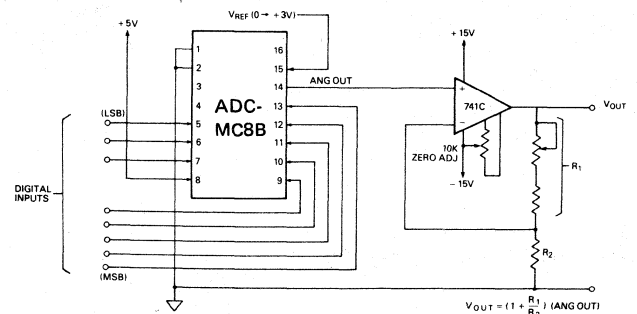 +5V
VREF (0 → +3V)
+15V
1 16
2 15
3 14 ANG OUT
4 13
(LSB) 5 12
6 11
7 10
8 9
ADC-
MC8B
+
741C
−
VOUT
10K
ZERO ADJ
−15V
R1
R2
DIGITAL
INPUTS
(MSB)
VOUT = (1 + R1/R2) (ANG OUT)